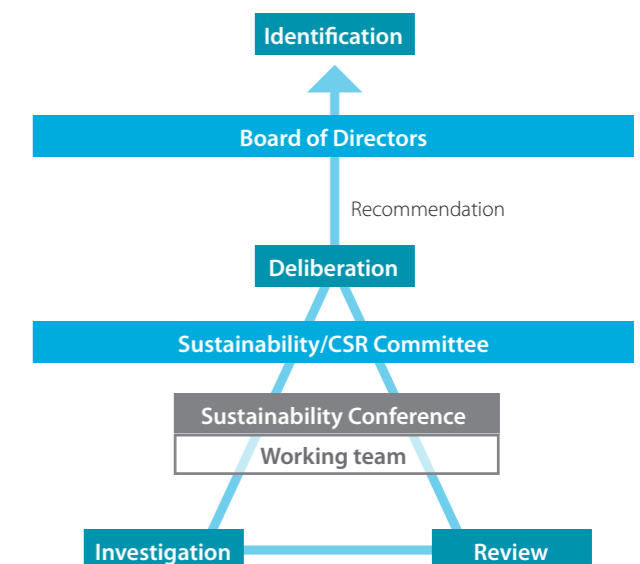 Identification
Board of Directors
Recommendation
Deliberation
Sustainability/CSR Committee
Sustainability Conference
Working team
Investigation
Review